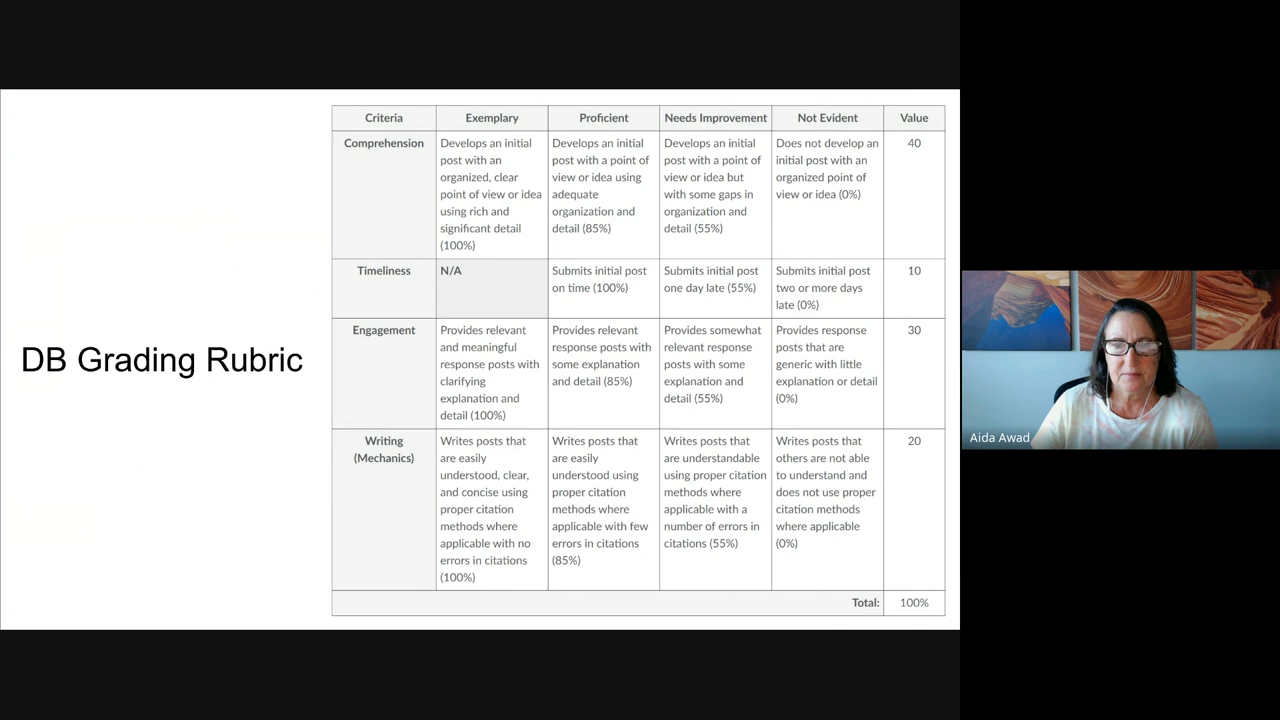 DB Grading Rubric
Criteria
Exemplary
Proficient
Needs Improvement
Not Evident
Value
Comprehension
Develops an initial
post with an
organized, clear
point of view or idea
using rich and
significant detail
(100%)
Develops an initial
post with a point of
view or idea using
adequate
organization and
detail (85%)
Develops an initial
post with a point of
view or idea but
with some gaps in
organization and
detail (55%)
Does not develop an
initial post with an
organized point of
view or idea (0%)
40
Timeliness
N/A
Submits initial post
on time (100%)
Submits initial post
one day late (55%)
Submits initial post
two or more days
late (0%)
10
Engagement
Provides relevant
and meaningful
response posts with
clarifying
explanation and
detail (100%)
Provides relevant
response posts with
some explanation
and detail (85%)
Provides somewhat
relevant response
posts with some
explanation and
detail (55%)
Provides response
posts that are
generic with little
explanation or detail
(0%)
30
Writing
(Mechanics)
Writes posts that
are easily
understood, clear,
and concise using
proper citation
methods where
applicable with no
errors in citations
(100%)
Writes posts that
are easily
understood using
proper citation
methods where
applicable with few
errors in citations
(85%)
Writes posts that
are understandable
using proper citation
methods where
applicable with a
number of errors in
citations (55%)
Writes posts that
others are not able
to understand and
does not use proper
citation methods
where applicable
(0%)
20
Total:
100%
Aida Awad